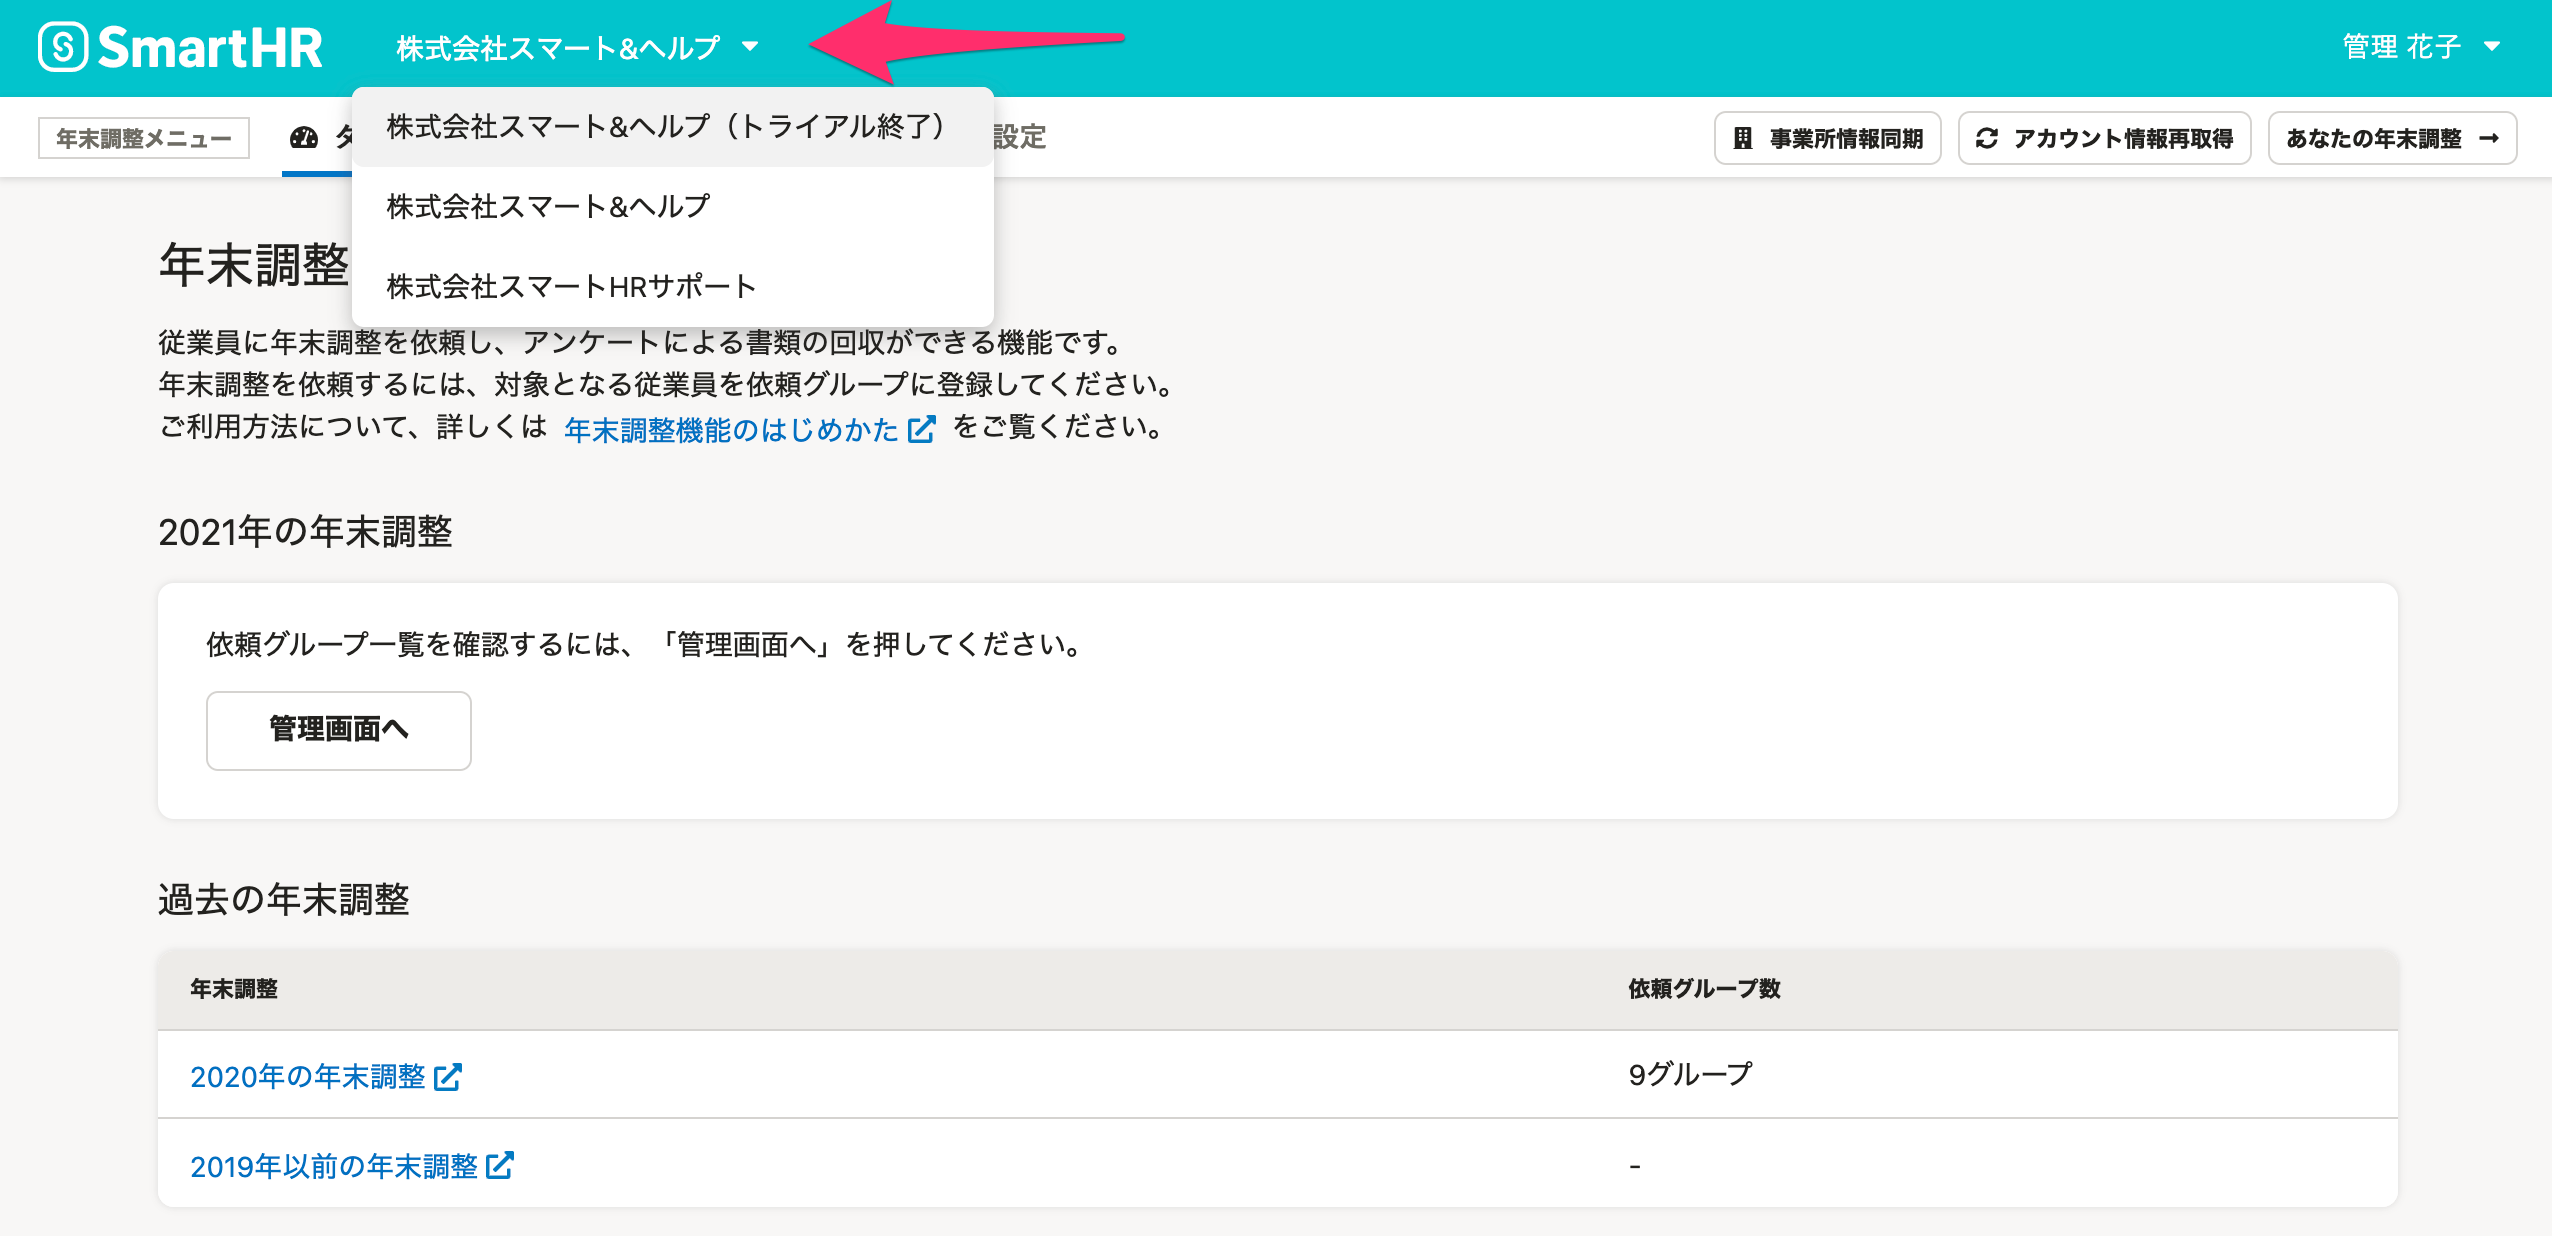 SmartHR 株式会社スマート&ヘルプ 管理 花子
年末調整メニュー 設定 事業所情報同期 アカウント情報再取得 あなたの年末調整
株式会社スマート&ヘルプ（トライアル終了）
株式会社スマート&ヘルプ
株式会社スマートHRサポート
年末調整
従業員に年末調整を依頼し、アンケートによる書類の回収ができる機能です。
年末調整を依頼するには、対象となる従業員を依頼グループに登録してください。
ご利用方法について、詳しくは 年末調整機能のはじめかた をご覧ください。
2021年の年末調整
依頼グループ一覧を確認するには、「管理画面へ」を押してください。
管理画面へ
過去の年末調整
年末調整 依頼グループ数
2020年の年末調整 9グループ
2019年以前の年末調整 -